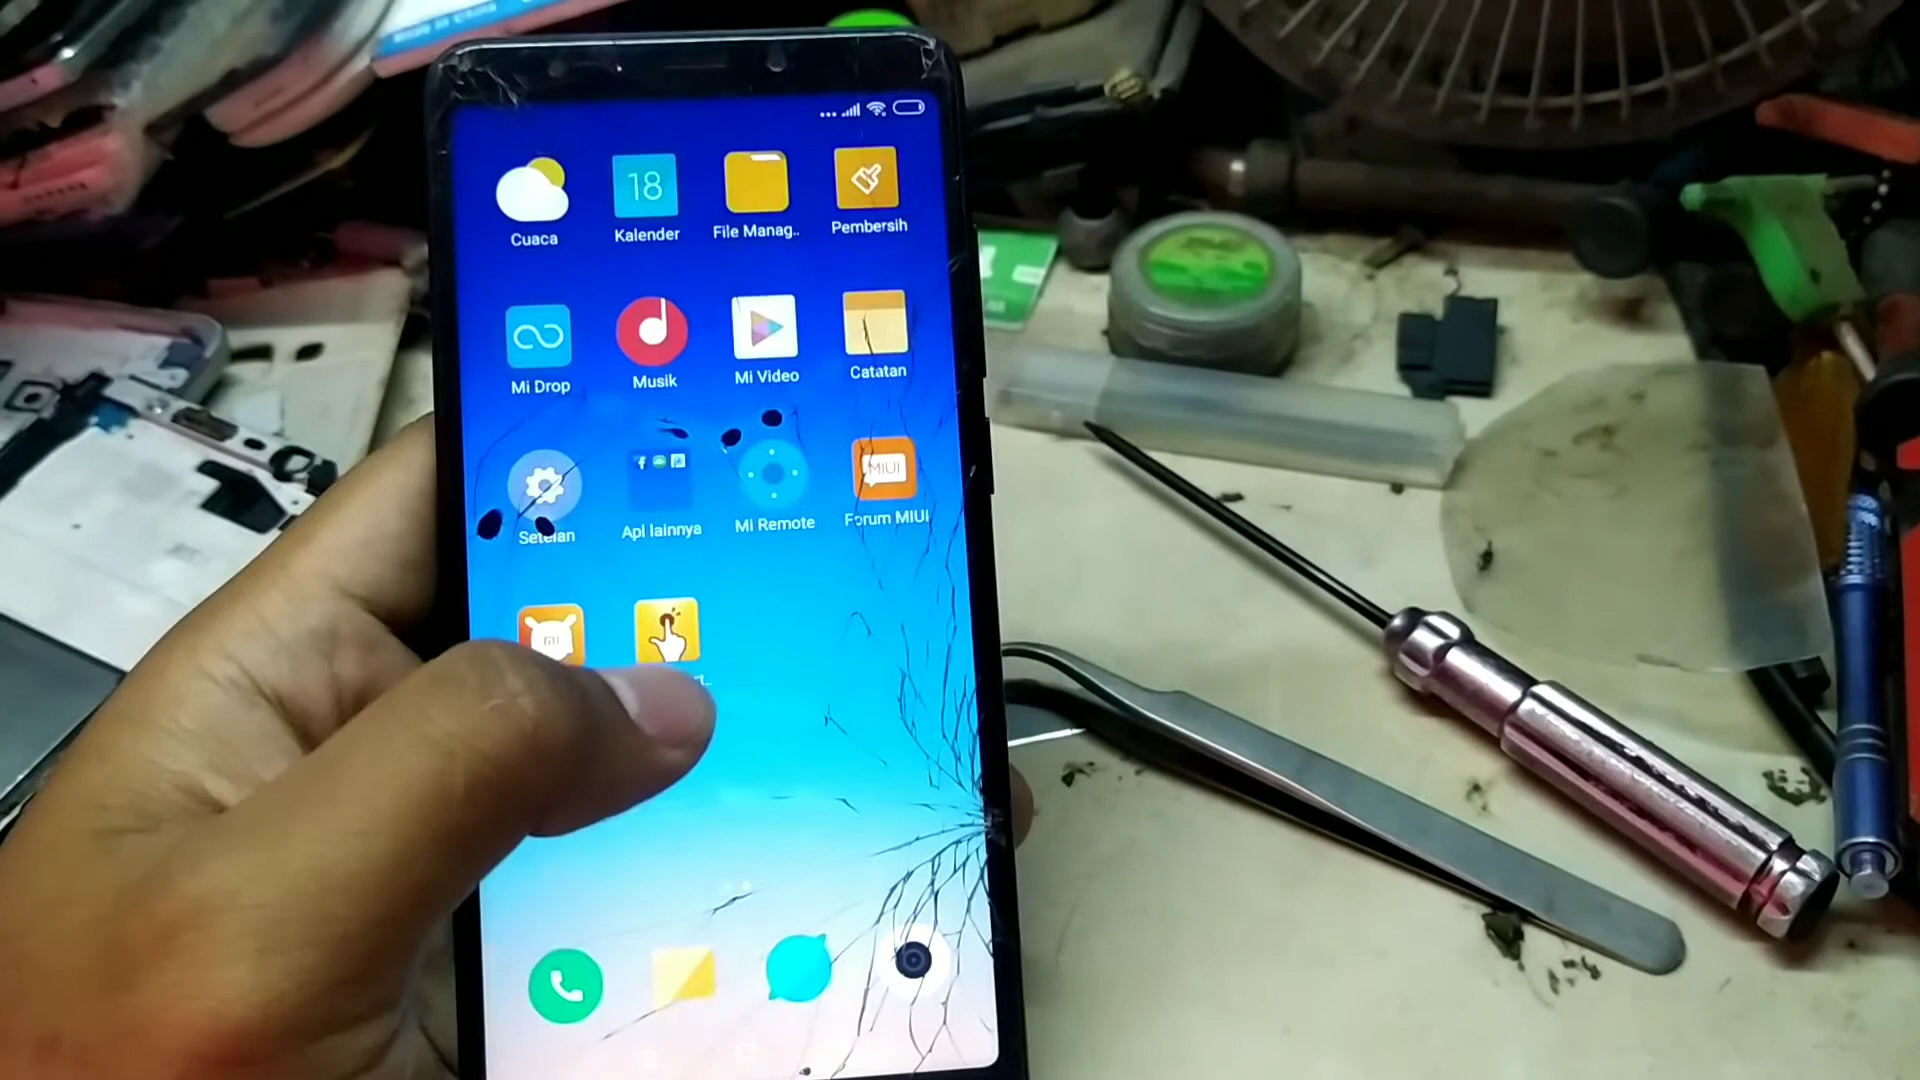 18
Cuaca
Kalender
File Manag..
Pembersih
Mi Drop
Musik
Mi Video
Catatan
MIUI
Setelan
Apl lainnya
Mi Remote
Forum MIUI
MI